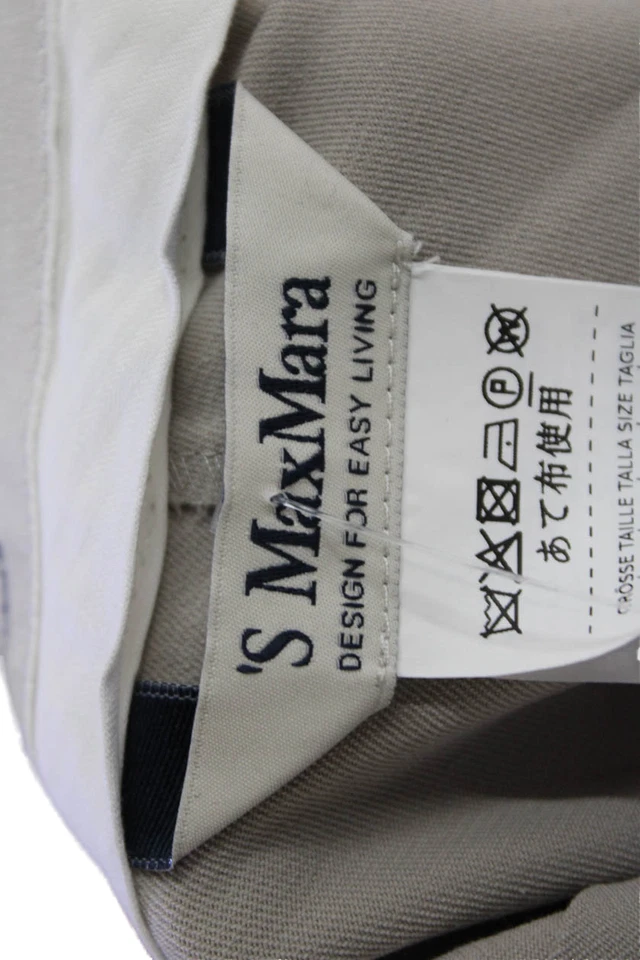 'S MaxMara
DESIGN FOR EASY LIVING
P
W
あて布使用
GRÖSSE TAILLE TALLA SIZE TAGLIA